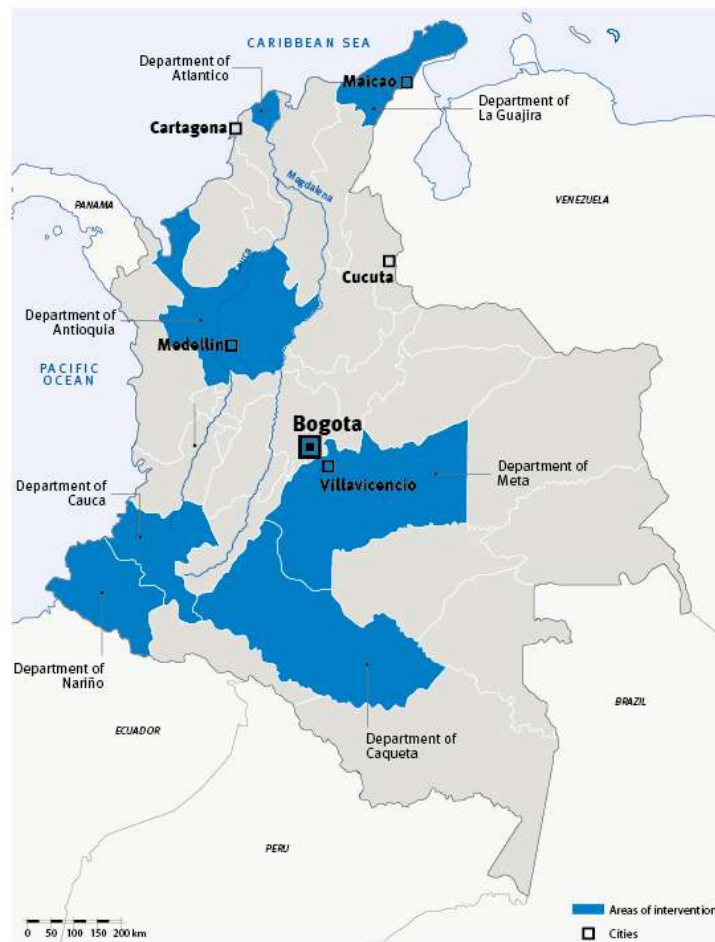 CARIBBEAN SEA
Department of
Atlantico
Maicao
Department of
La Guajira
Cartagena
Magdalena
PANAMA
VENEZUELA
Cauca
Cucuta
Department of
Antioquia
Medellin
PACIFIC
OCEAN
Bogota
Department of
Meta
Villavicencio
Department of
Cauca
Department of
Nariño
BRAZIL
ECUADOR
Department of
Caqueta
PERU
0 50 100 150 200 km
Areas of intervention
Cities